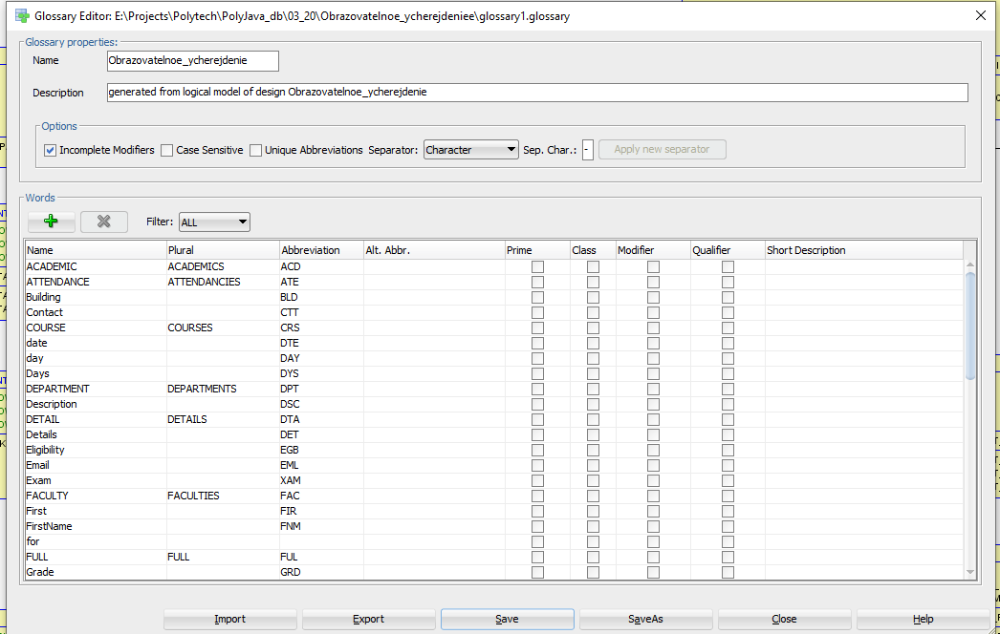 Glossary Editor: E:\Projects\Polytech\PolyJava_db\03_20\Obrazovatelnoe_ycherejdeniee\glossary1.glossary
Glossary properties:
Name Obrazovatelnoe_ycherejdenie
Description generated from logical model of design Obrazovatelnoe_ycherejdenie
Options
Incomplete Modifiers Case Sensitive Unique Abbreviations Separator: Character Sep. Char.: - Apply new separator
Words
Filter: ALL
Name Plural Abbreviation Alt. Abbr. Prime Class Modifier Qualifier Short Description
ACADEMIC ACADEMICS ACD
ATTENDANCE ATTENDANCIES ATE
Building BLD
Contact CTT
COURSE COURSES CRS
date DTE
day DAY
Days DYS
DEPARTMENT DEPARTMENTS DPT
Description DSC
DETAIL DETAILS DTA
Details DET
Eligibility EGB
Email EML
Exam XAM
FACULTY FACULTIES FAC
First FIR
FirstName FNM
for
FULL FULL FUL
Grade GRD
Import Export Save SaveAs Close Help